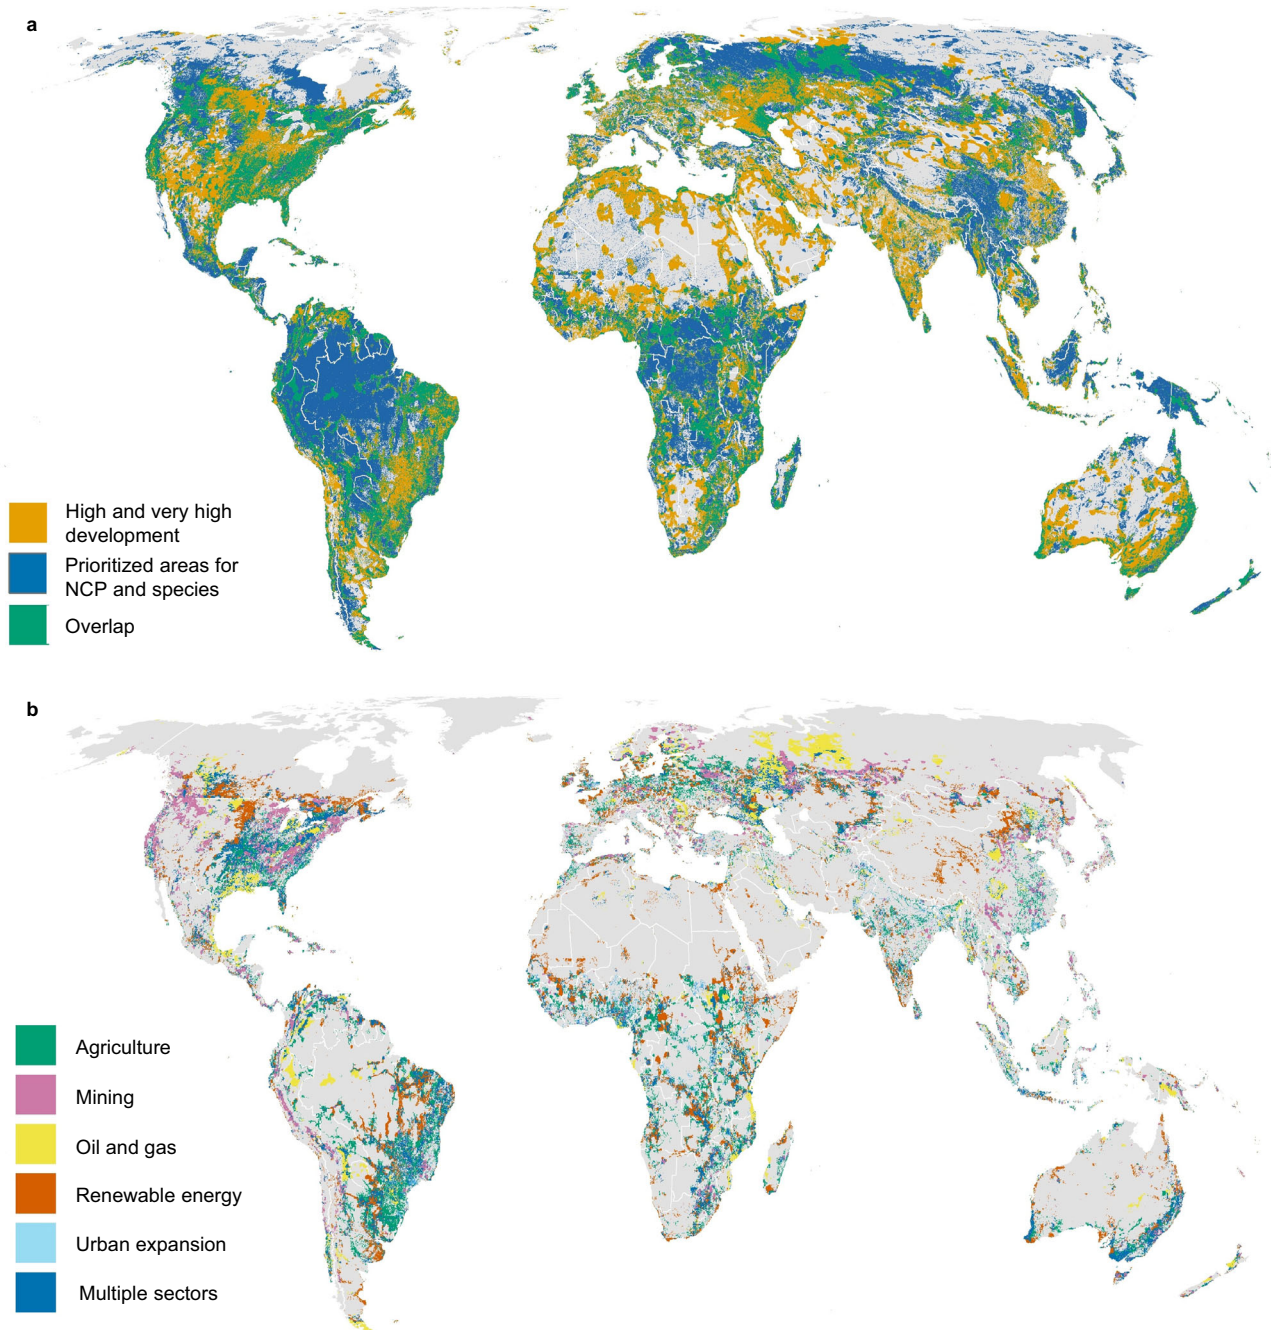 a
High and very high
development
Prioritized areas for
NCP and species
Overlap
b
Agriculture
Mining
Oil and gas
Renewable energy
Urban expansion
Multiple sectors